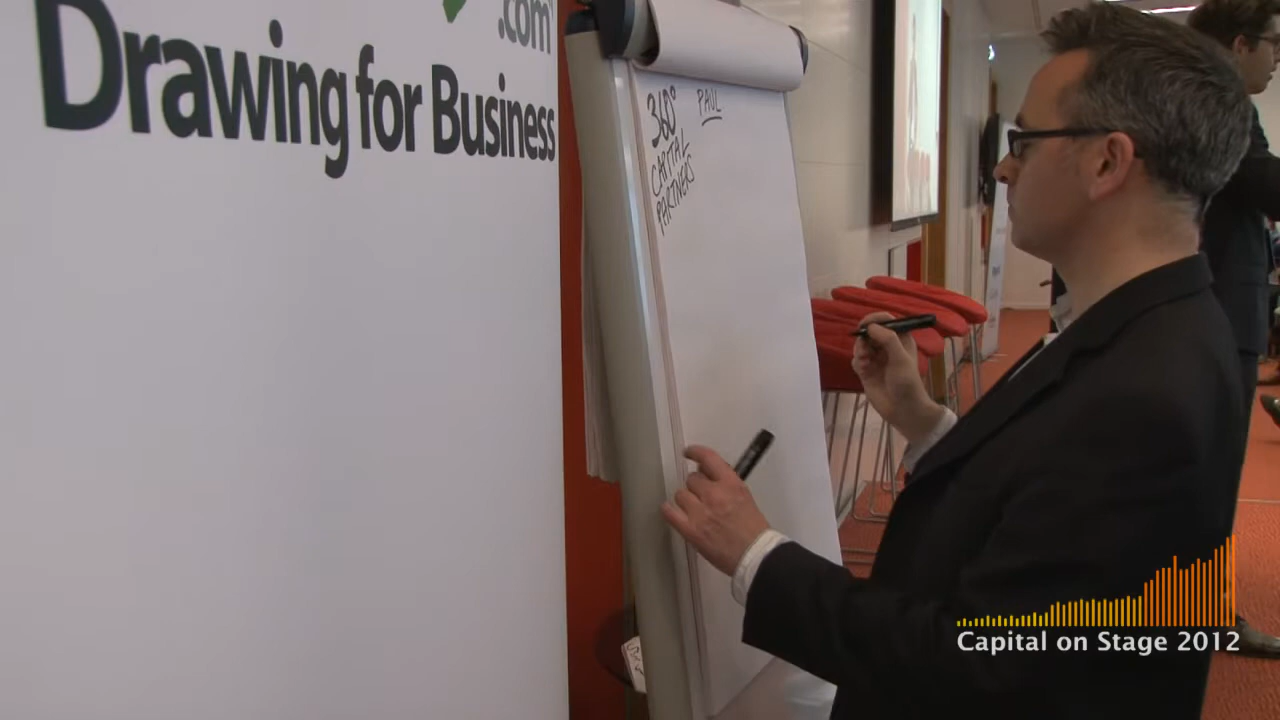 .com
Drawing for Business
360° PAUL
CAPITAL
PARTNERS
Capital on Stage 2012